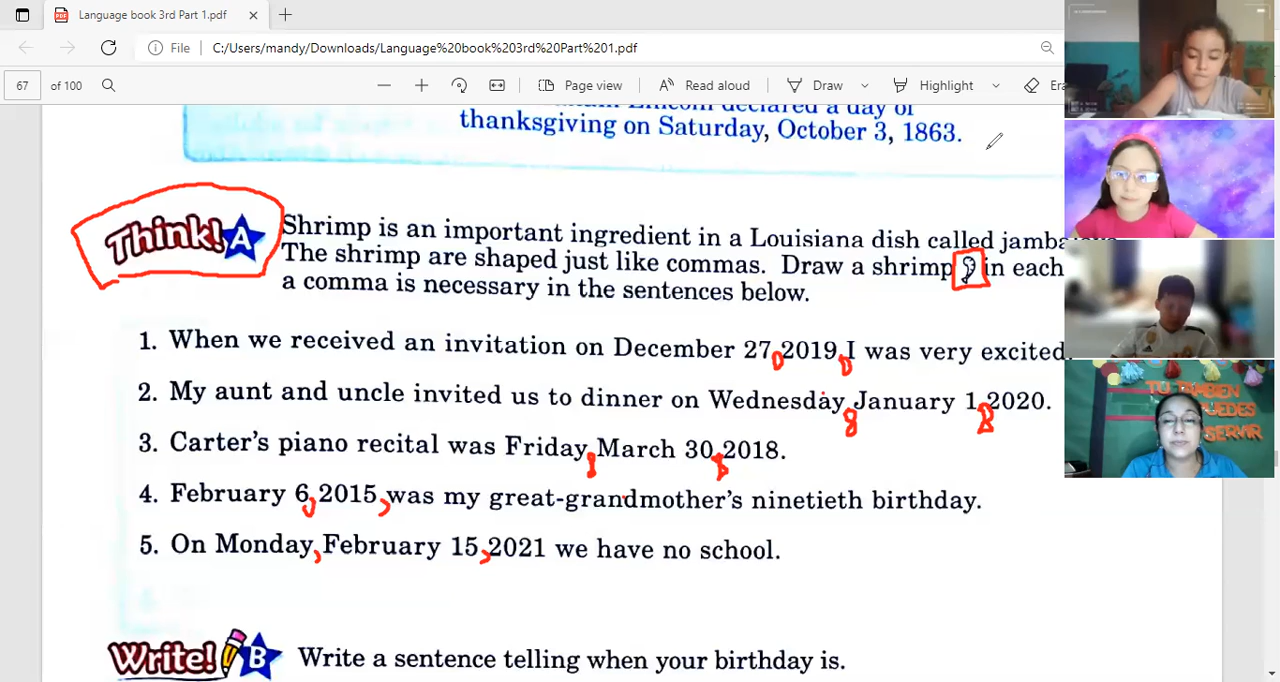 Language book 3rd Part 1.pdf
File C:/Users/mandy/Downloads/Language%20book%203rd%20Part%201.pdf
67 of 100 Page view Read aloud Draw Highlight
declared a day of
thanksgiving on Saturday, October 3, 1863.
Think! A Shrimp is an important ingredient in a Louisiana dish called
The shrimp are shaped just like commas. Draw a shrimp in each
a comma is necessary in the sentences below.
1. When we received an invitation on December 27,2019,I was very excited.
2. My aunt and uncle invited us to dinner on Wednesday,January 1,2020.
3. Carter's piano recital was Friday,March 30,2018.
4. February 6,2015,was my great-grandmother's ninetieth birthday.
5. On Monday,February 15,2021 we have no school.
Write! B Write a sentence telling when your birthday is.
TU TAMBIEN
PUEDES
SERVIR